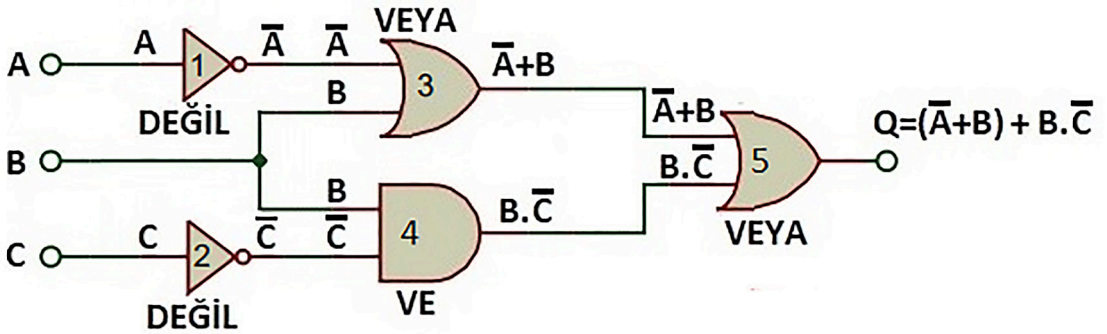 VEYA
A A 1 A̅ A̅ 3 A̅+B
DEĞİL B A̅+B Q=(A̅+B) + B.C̅
B B.C̅ 5
B 4 B.C̅ VEYA
C C 2 C̅ C̅
DEĞİL VE